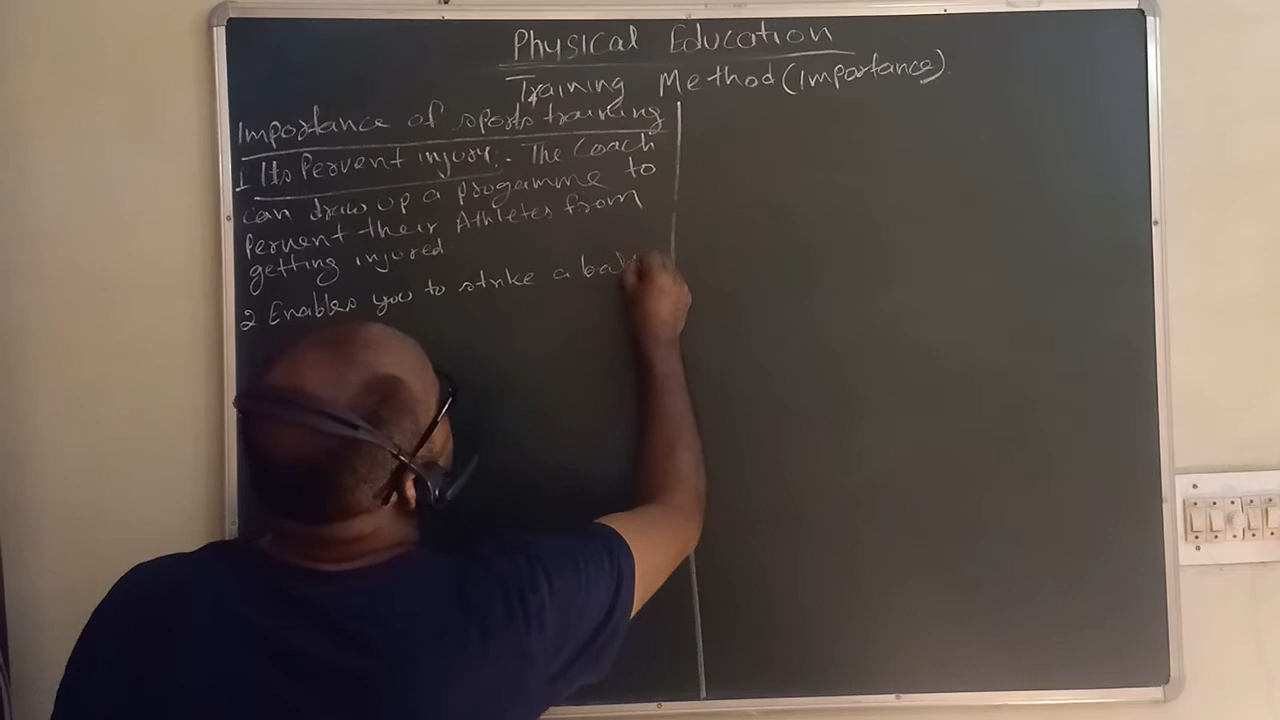 Physical Education
Training Method (Importance)
Importance of sports training
1 Its Pervent injury:- The Coach
can draw up a progamme to
Pervent their Athletes from
getting injured
2 Enables you to strike a ba